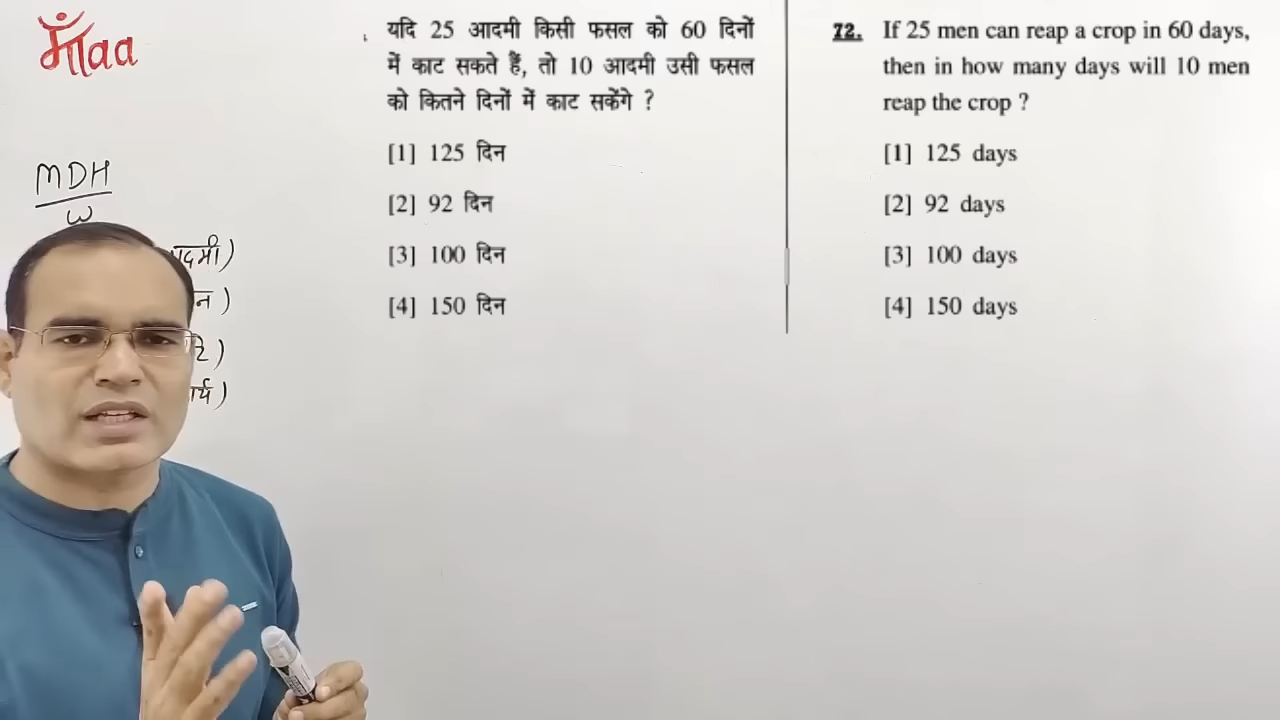 माँaa
MDH
W
दमी)
न)
टे)
र्य)
यदि 25 आदमी किसी फसल को 60 दिनों
में काट सकते हैं, तो 10 आदमी उसी फसल
को कितने दिनों में काट सकेंगे ?
[1] 125 दिन
[2] 92 दिन
[3] 100 दिन
[4] 150 दिन
72. If 25 men can reap a crop in 60 days,
then in how many days will 10 men
reap the crop ?
[1] 125 days
[2] 92 days
[3] 100 days
[4] 150 days